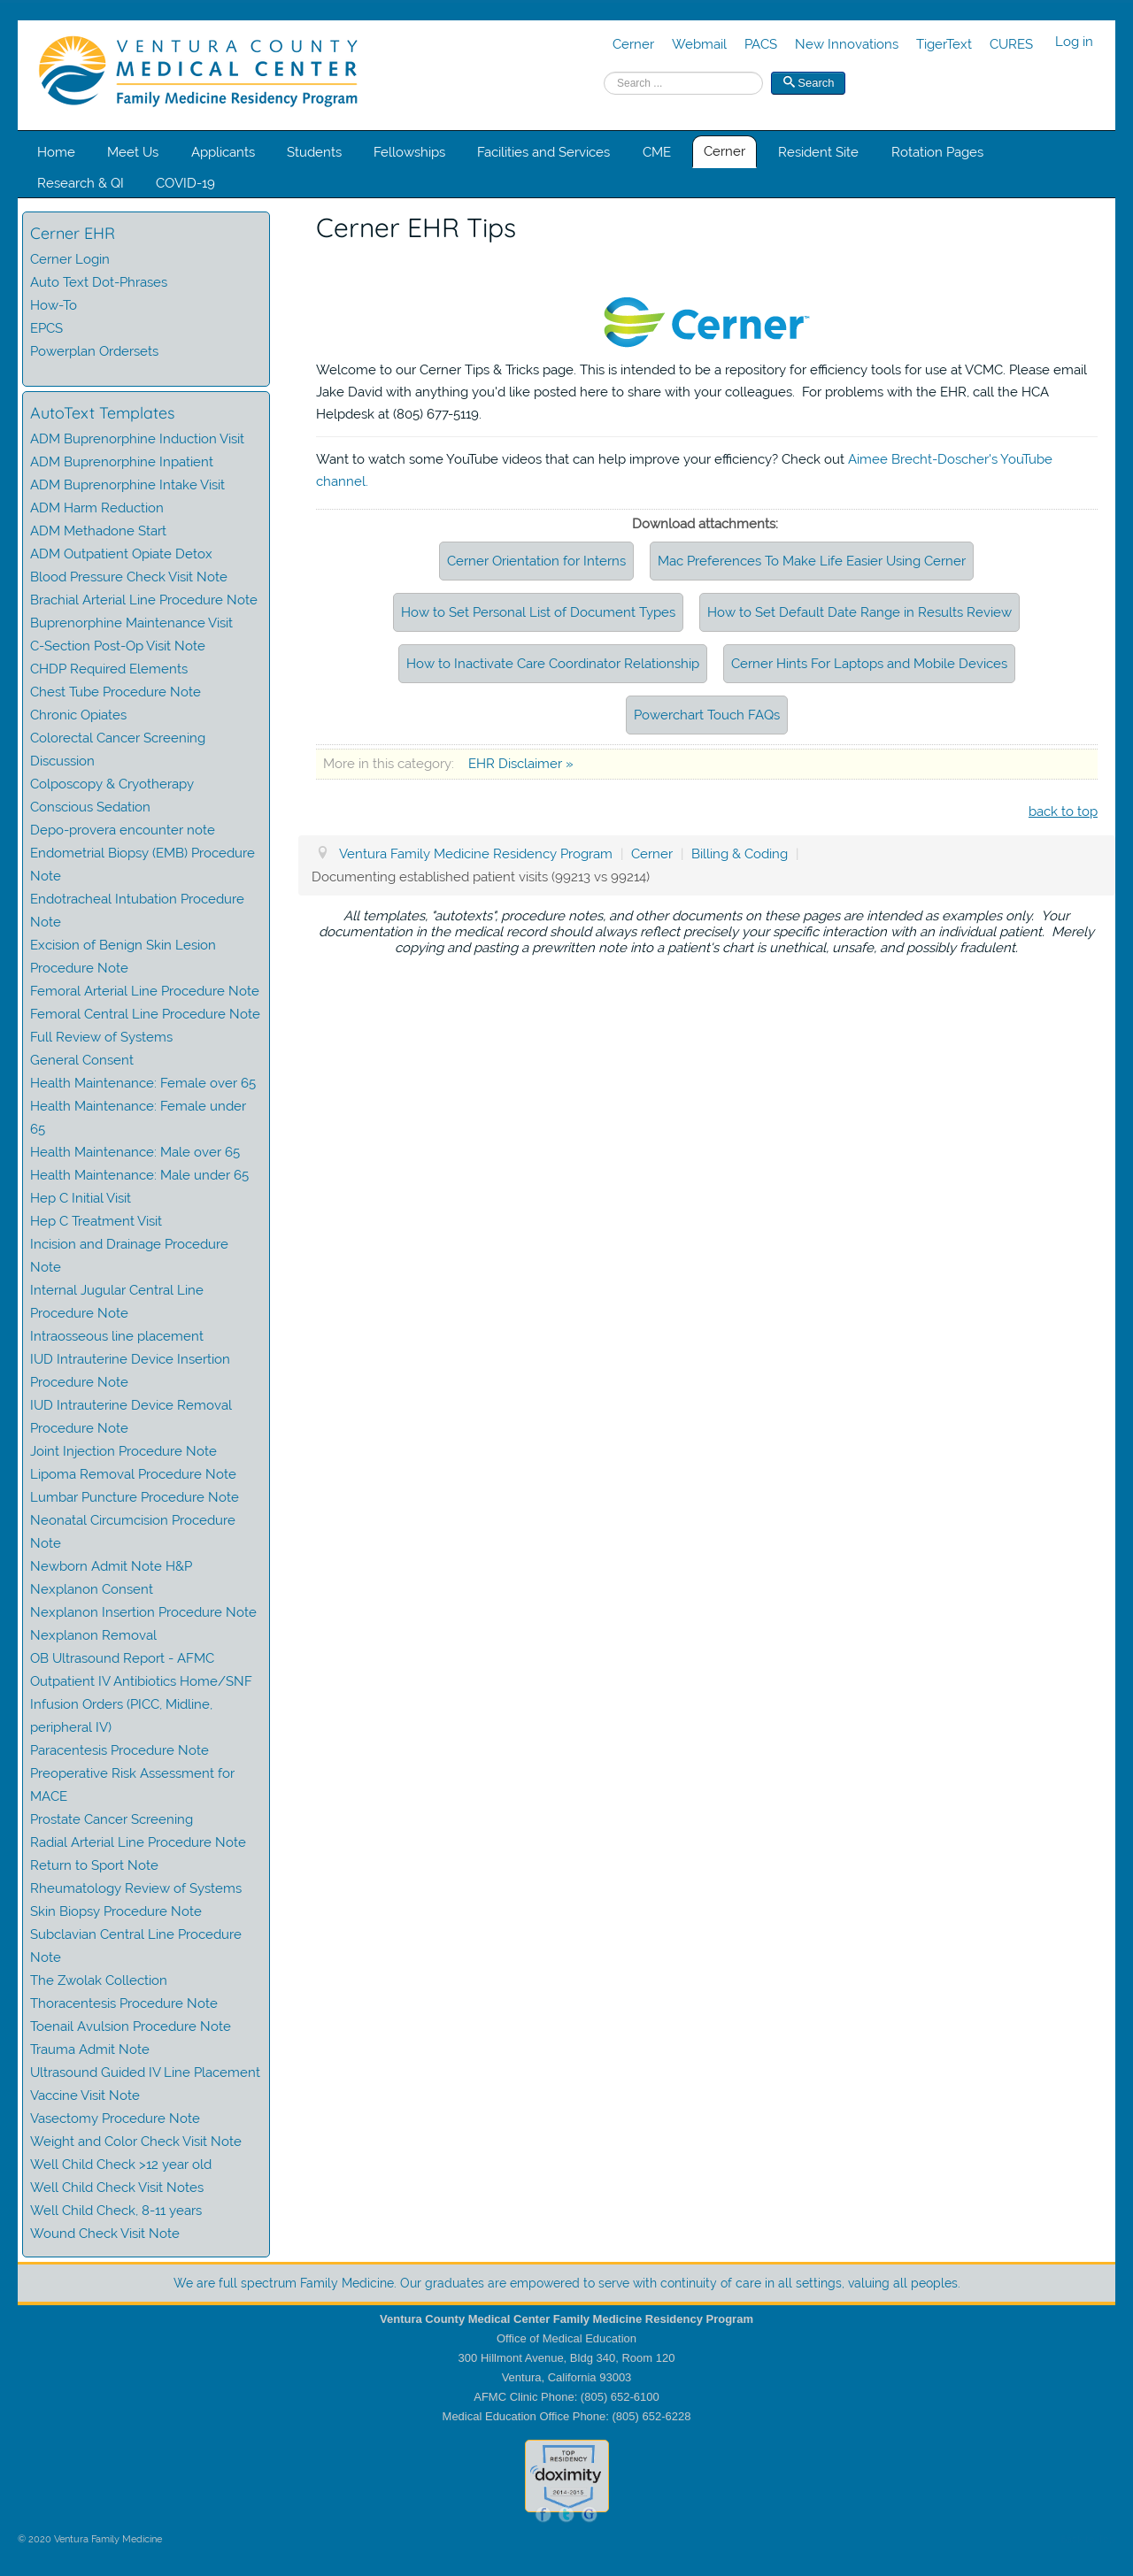 VENTURA COUNTY
MEDICAL CENTER
Family Medicine Residency Program
Cerner Webmail PACS New Innovations TigerText CURES Log in
Search ... Search
Home Meet Us Applicants Students Fellowships Facilities and Services CME Cerner Resident Site Rotation Pages
Research & QI COVID-19
Cerner EHR
Cerner Login
Auto Text Dot-Phrases
How-To
EPCS
Powerplan Ordersets
AutoText Templates
ADM Buprenorphine Induction Visit
ADM Buprenorphine Inpatient
ADM Buprenorphine Intake Visit
ADM Harm Reduction
ADM Methadone Start
ADM Outpatient Opiate Detox
Blood Pressure Check Visit Note
Brachial Arterial Line Procedure Note
Buprenorphine Maintenance Visit
C-Section Post-Op Visit Note
CHDP Required Elements
Chest Tube Procedure Note
Chronic Opiates
Colorectal Cancer Screening
Discussion
Colposcopy & Cryotherapy
Conscious Sedation
Depo-provera encounter note
Endometrial Biopsy (EMB) Procedure
Note
Endotracheal Intubation Procedure
Note
Excision of Benign Skin Lesion
Procedure Note
Femoral Arterial Line Procedure Note
Femoral Central Line Procedure Note
Full Review of Systems
General Consent
Health Maintenance: Female over 65
Health Maintenance: Female under
65
Health Maintenance: Male over 65
Health Maintenance: Male under 65
Hep C Initial Visit
Hep C Treatment Visit
Incision and Drainage Procedure
Note
Internal Jugular Central Line
Procedure Note
Intraosseous line placement
IUD Intrauterine Device Insertion
Procedure Note
IUD Intrauterine Device Removal
Procedure Note
Joint Injection Procedure Note
Lipoma Removal Procedure Note
Lumbar Puncture Procedure Note
Neonatal Circumcision Procedure
Note
Newborn Admit Note H&P
Nexplanon Consent
Nexplanon Insertion Procedure Note
Nexplanon Removal
OB Ultrasound Report - AFMC
Outpatient IV Antibiotics Home/SNF
Infusion Orders (PICC, Midline,
peripheral IV)
Paracentesis Procedure Note
Preoperative Risk Assessment for
MACE
Prostate Cancer Screening
Radial Arterial Line Procedure Note
Return to Sport Note
Rheumatology Review of Systems
Skin Biopsy Procedure Note
Subclavian Central Line Procedure
Note
The Zwolak Collection
Thoracentesis Procedure Note
Toenail Avulsion Procedure Note
Trauma Admit Note
Ultrasound Guided IV Line Placement
Vaccine Visit Note
Vasectomy Procedure Note
Weight and Color Check Visit Note
Well Child Check >12 year old
Well Child Check Visit Notes
Well Child Check, 8-11 years
Wound Check Visit Note
Cerner EHR Tips
Cerner™
Welcome to our Cerner Tips & Tricks page. This is intended to be a repository for efficiency tools for use at VCMC. Please email
Jake David with anything you'd like posted here to share with your colleagues. For problems with the EHR, call the HCA
Helpdesk at (805) 677-5119.
Want to watch some YouTube videos that can help improve your efficiency? Check out Aimee Brecht-Doscher's YouTube
channel.
Download attachments:
Cerner Orientation for Interns Mac Preferences To Make Life Easier Using Cerner
How to Set Personal List of Document Types How to Set Default Date Range in Results Review
How to Inactivate Care Coordinator Relationship Cerner Hints For Laptops and Mobile Devices
Powerchart Touch FAQs
More in this category: EHR Disclaimer »
back to top
Ventura Family Medicine Residency Program | Cerner | Billing & Coding |
Documenting established patient visits (99213 vs 99214)
All templates, "autotexts", procedure notes, and other documents on these pages are intended as examples only. Your
documentation in the medical record should always reflect precisely your specific interaction with an individual patient. Merely
copying and pasting a prewritten note into a patient's chart is unethical, unsafe, and possibly fradulent.
We are full spectrum Family Medicine. Our graduates are empowered to serve with continuity of care in all settings, valuing all peoples.
Ventura County Medical Center Family Medicine Residency Program
Office of Medical Education
300 Hillmont Avenue, Bldg 340, Room 120
Ventura, California 93003
AFMC Clinic Phone: (805) 652-6100
Medical Education Office Phone: (805) 652-6228
TOP
RESIDENCY
doximity
2014-2015
f t G
© 2020 Ventura Family Medicine